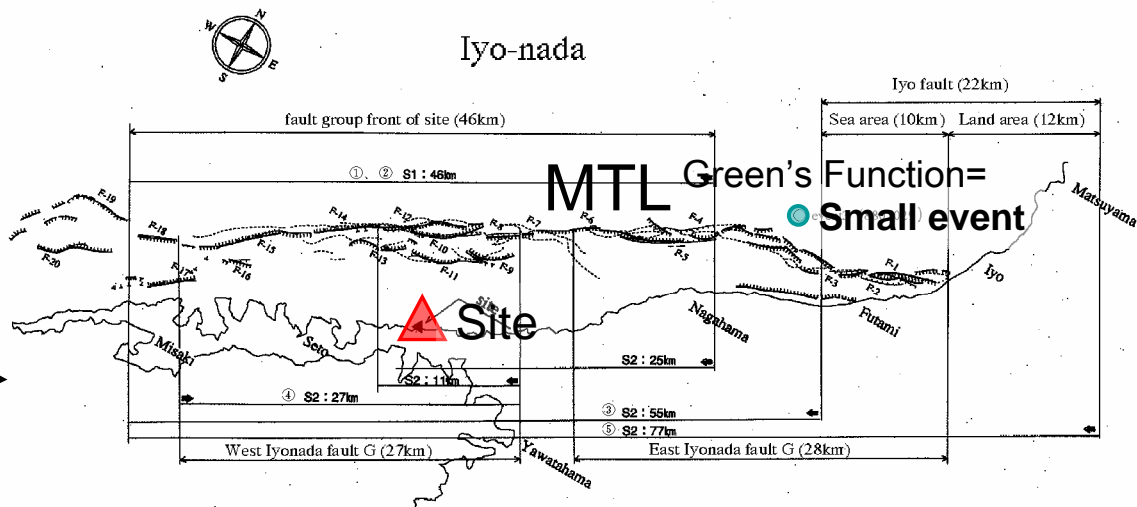 N
W
E
S
Iyo-nada
Iyo fault (22km)
fault group front of site (46km)
Sea area (10km)
Land area (12km)
①、② S1：46km
MTL
Green's Function=
Small event
Matsuyama
F-19
F-20
F-18
F-17
F-16
F-15
F-14
F-13
F-12
F-10
F-11
F-8
F-9
F-7
F-6
F-5
F-4
F-3
F-2
F-1
Iyo
Futami
Nagahama
site
Site
Seto
Misaki
S2：25km
S2：11km
④ S2：27km
③ S2：55km
⑤ S2：77km
West Iyonada fault G (27km)
East Iyonada fault G (28km)
Yawatahama